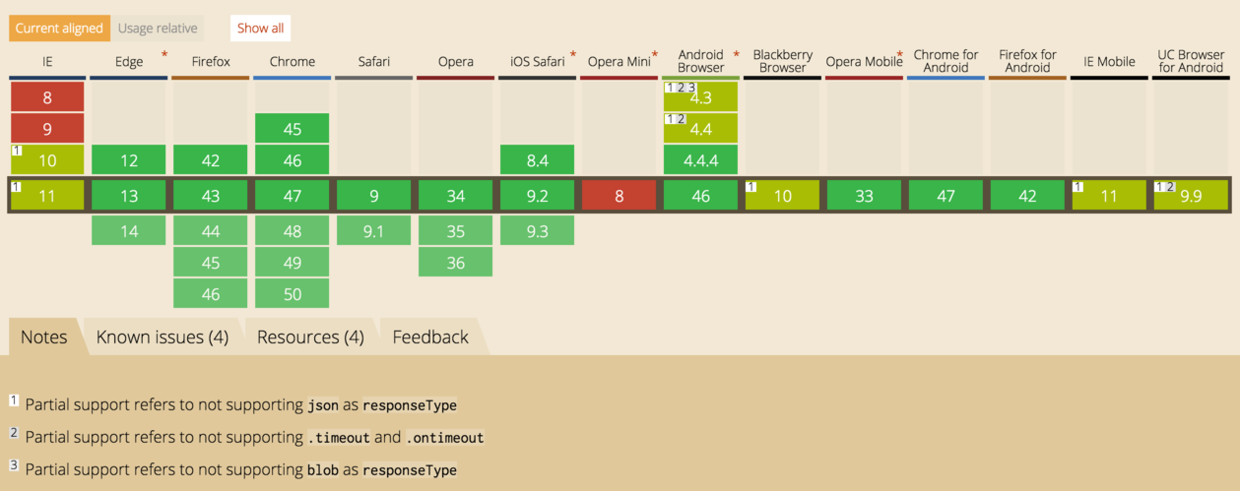 Current aligned Usage relative Show all
IE Edge * Firefox Chrome Safari Opera iOS Safari * Opera Mini * Android Browser * Blackberry Browser Opera Mobile * Chrome for Android Firefox for Android IE Mobile UC Browser for Android
8 1 2 3 4.3
9 45 1 2 4.4
1 10 12 42 46 8.4 4.4.4
1 11 13 43 47 9 34 9.2 8 46 1 10 33 47 42 1 11 1 2 9.9
14 44 48 9.1 35 9.3
45 49 36
46 50
Notes Known issues (4) Resources (4) Feedback
1 Partial support refers to not supporting json as responseType
2 Partial support refers to not supporting .timeout and .ontimeout
3 Partial support refers to not supporting blob as responseType